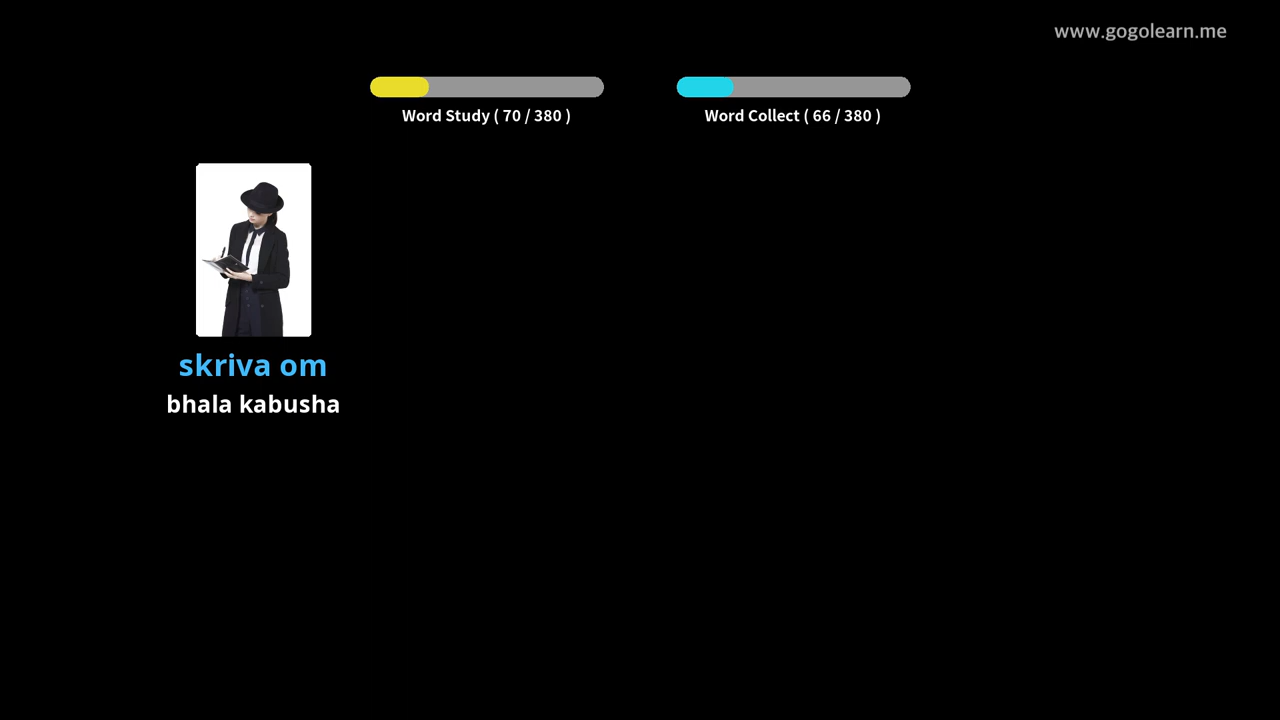 www.gogolearn.me
Word Study ( 70 / 380 )
Word Collect ( 66 / 380 )
skriva om
bhala kabusha